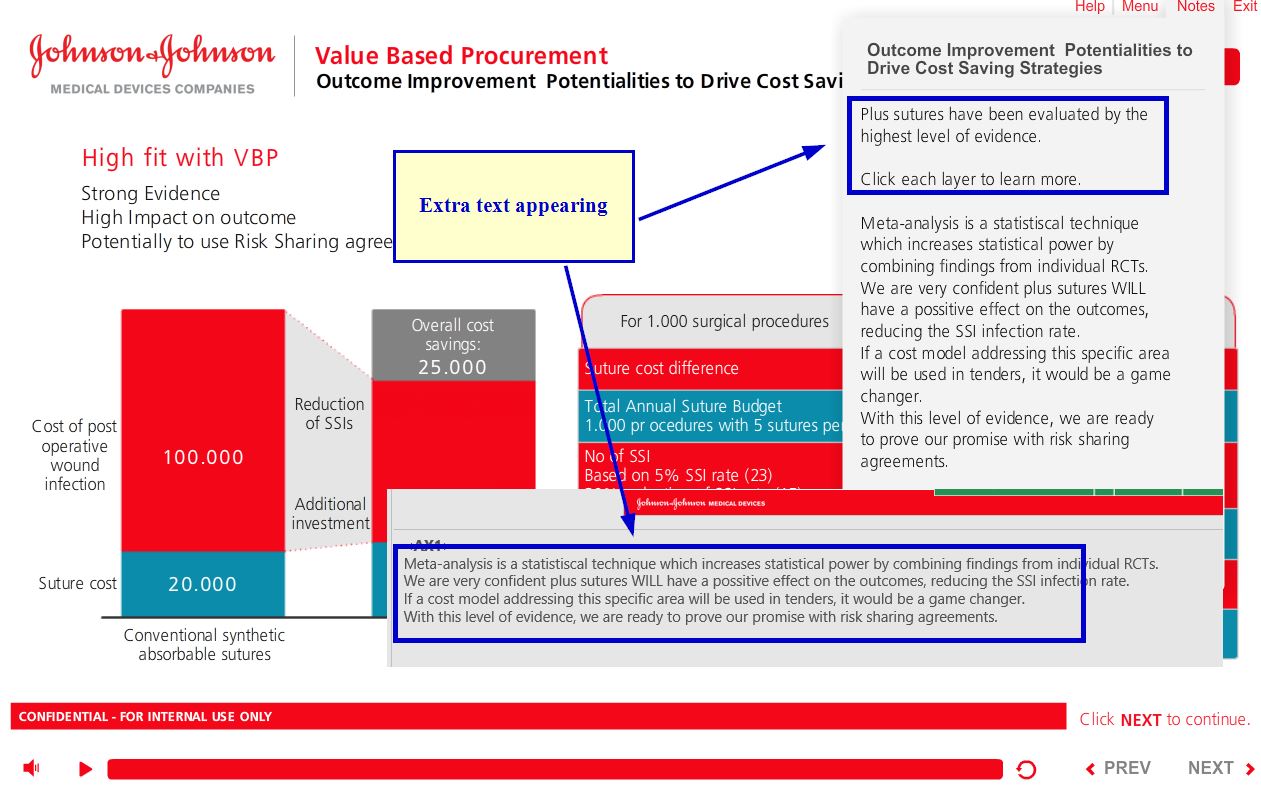 Help Menu Notes Exit
Johnson & Johnson
MEDICAL DEVICES COMPANIES
Value Based Procurement
Outcome Improvement Potentialities to Drive Cost Savi
High fit with VBP
Strong Evidence
High Impact on outcome
Potentially to use Risk Sharing agree
Extra text appearing
Outcome Improvement Potentialities to
Drive Cost Saving Strategies
Plus sutures have been evaluated by the
highest level of evidence.
Click each layer to learn more.
Meta-analysis is a statistiscal technique
which increases statistical power by
combining findings from individual RCTs.
We are very confident plus sutures WILL
have a possitive effect on the outcomes,
reducing the SSI infection rate.
If a cost model addressing this specific area
will be used in tenders, it would be a game
changer.
With this level of evidence, we are ready
to prove our promise with risk sharing
agreements.
Cost of post
operative
wound
infection
100.000
Suture cost
20.000
Conventional synthetic
absorbable sutures
Reduction
of SSIs
Additional
investment
Overall cost
savings:
25.000
For 1.000 surgical procedures
Suture cost difference
Total Annual Suture Budget
1.000 pr ocedures with 5 sutures per
No of SSI
Based on 5% SSI rate (23)
Johnson & Johnson MEDICAL DEVICES
Meta-analysis is a statistiscal technique which increases statistical power by combining findings from individual RCTs.
We are very confident plus sutures WILL have a possitive effect on the outcomes, reducing the SSI infection rate.
If a cost model addressing this specific area will be used in tenders, it would be a game changer.
With this level of evidence, we are ready to prove our promise with risk sharing agreements.
CONFIDENTIAL - FOR INTERNAL USE ONLY
Click NEXT to continue.
PREV NEXT